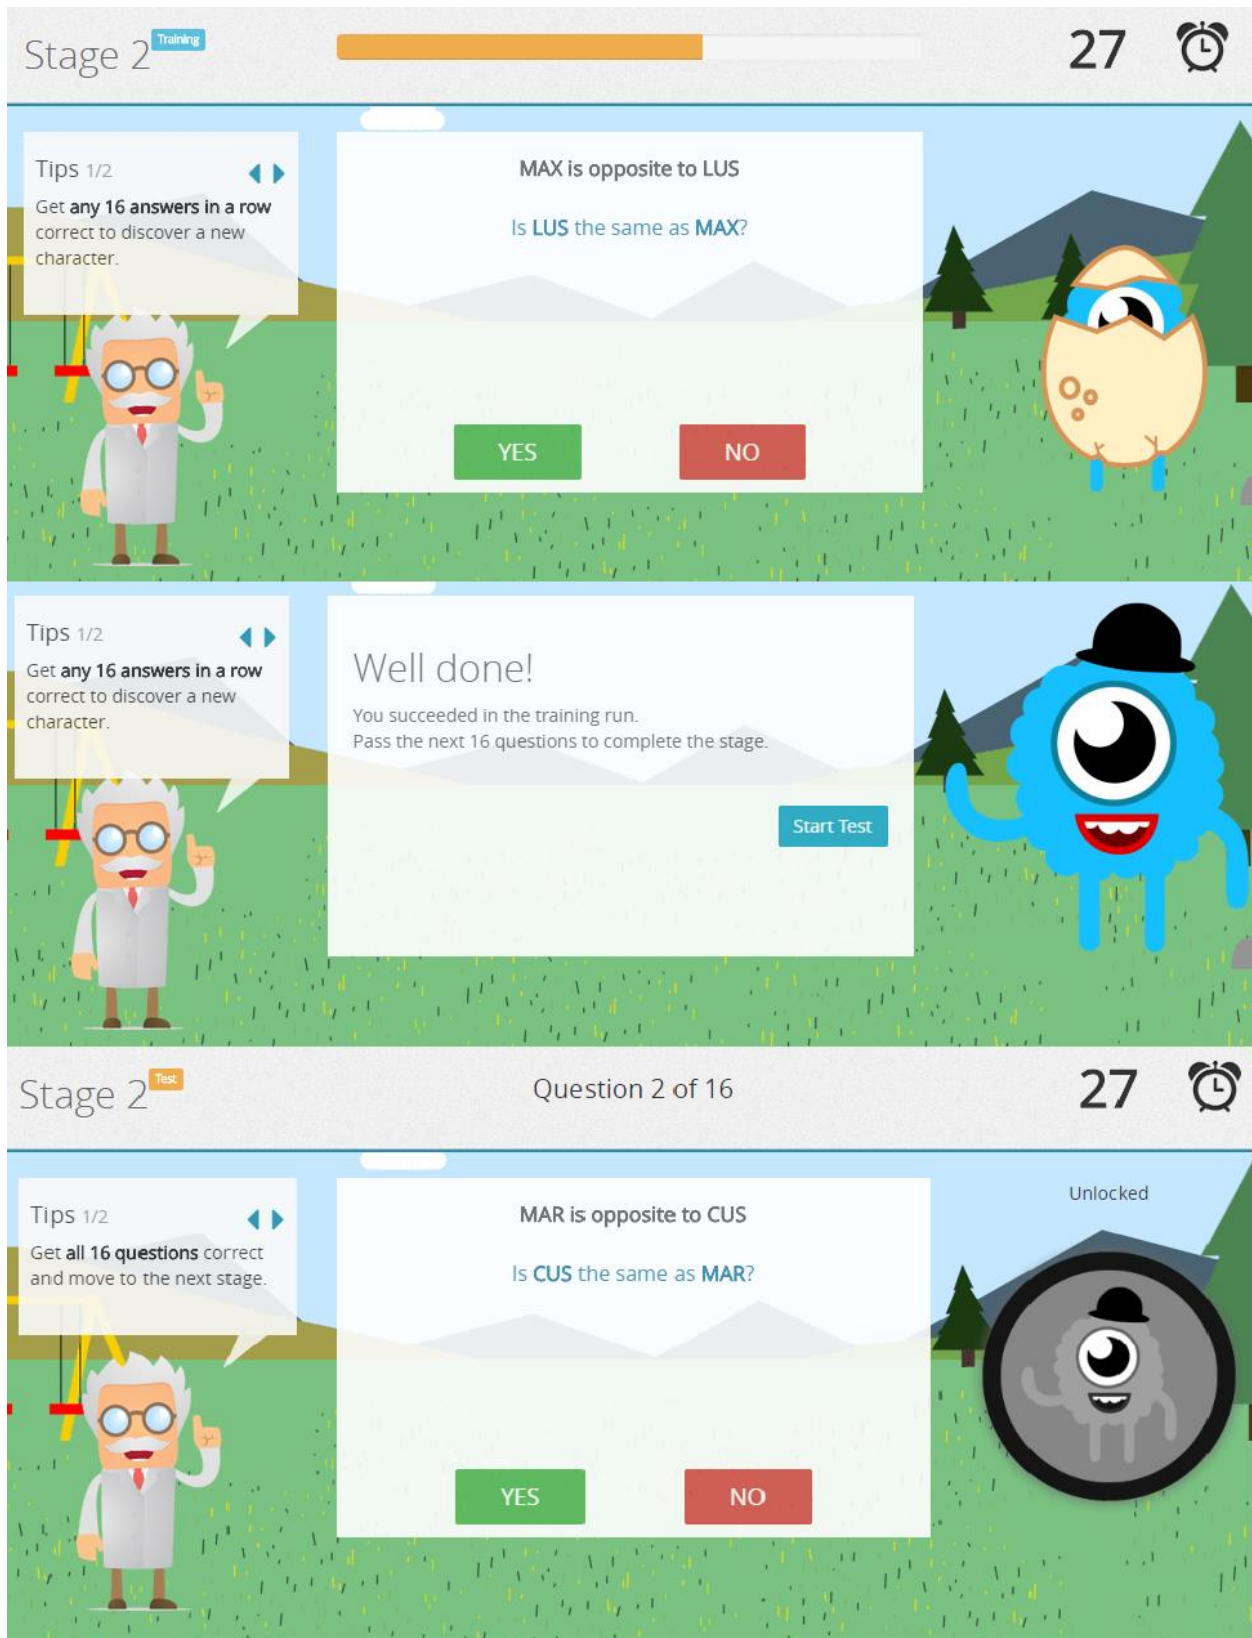 Stage 2 Training
27
Tips 1/2
Get any 16 answers in a row
correct to discover a new
character.
MAX is opposite to LUS
Is LUS the same as MAX?
YES
NO
Tips 1/2
Get any 16 answers in a row
correct to discover a new
character.
Well done!
You succeeded in the training run.
Pass the next 16 questions to complete the stage.
Start Test
Stage 2 Test
Question 2 of 16
27
Tips 1/2
Get all 16 questions correct
and move to the next stage.
MAR is opposite to CUS
Is CUS the same as MAR?
YES
NO
Unlocked